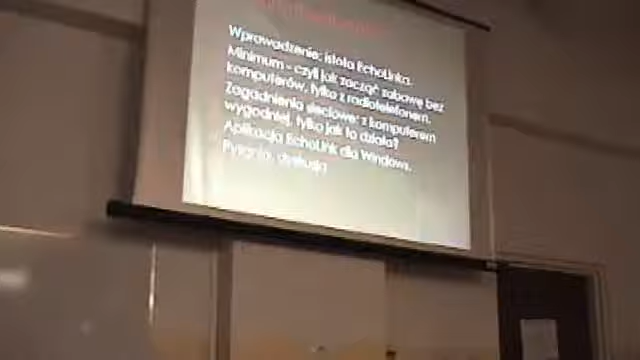 Wprowadzenie: istota EchoLinka.
Minimum - czyli jak zacząć zabawę bez
komputerów, tylko z radiotelefonem.
Zagadnienia sieciowe: z komputerem
wygodniej, tylko jak to działa?
Aplikacja EchoLink dla Windows.
Pytania, dyskusja